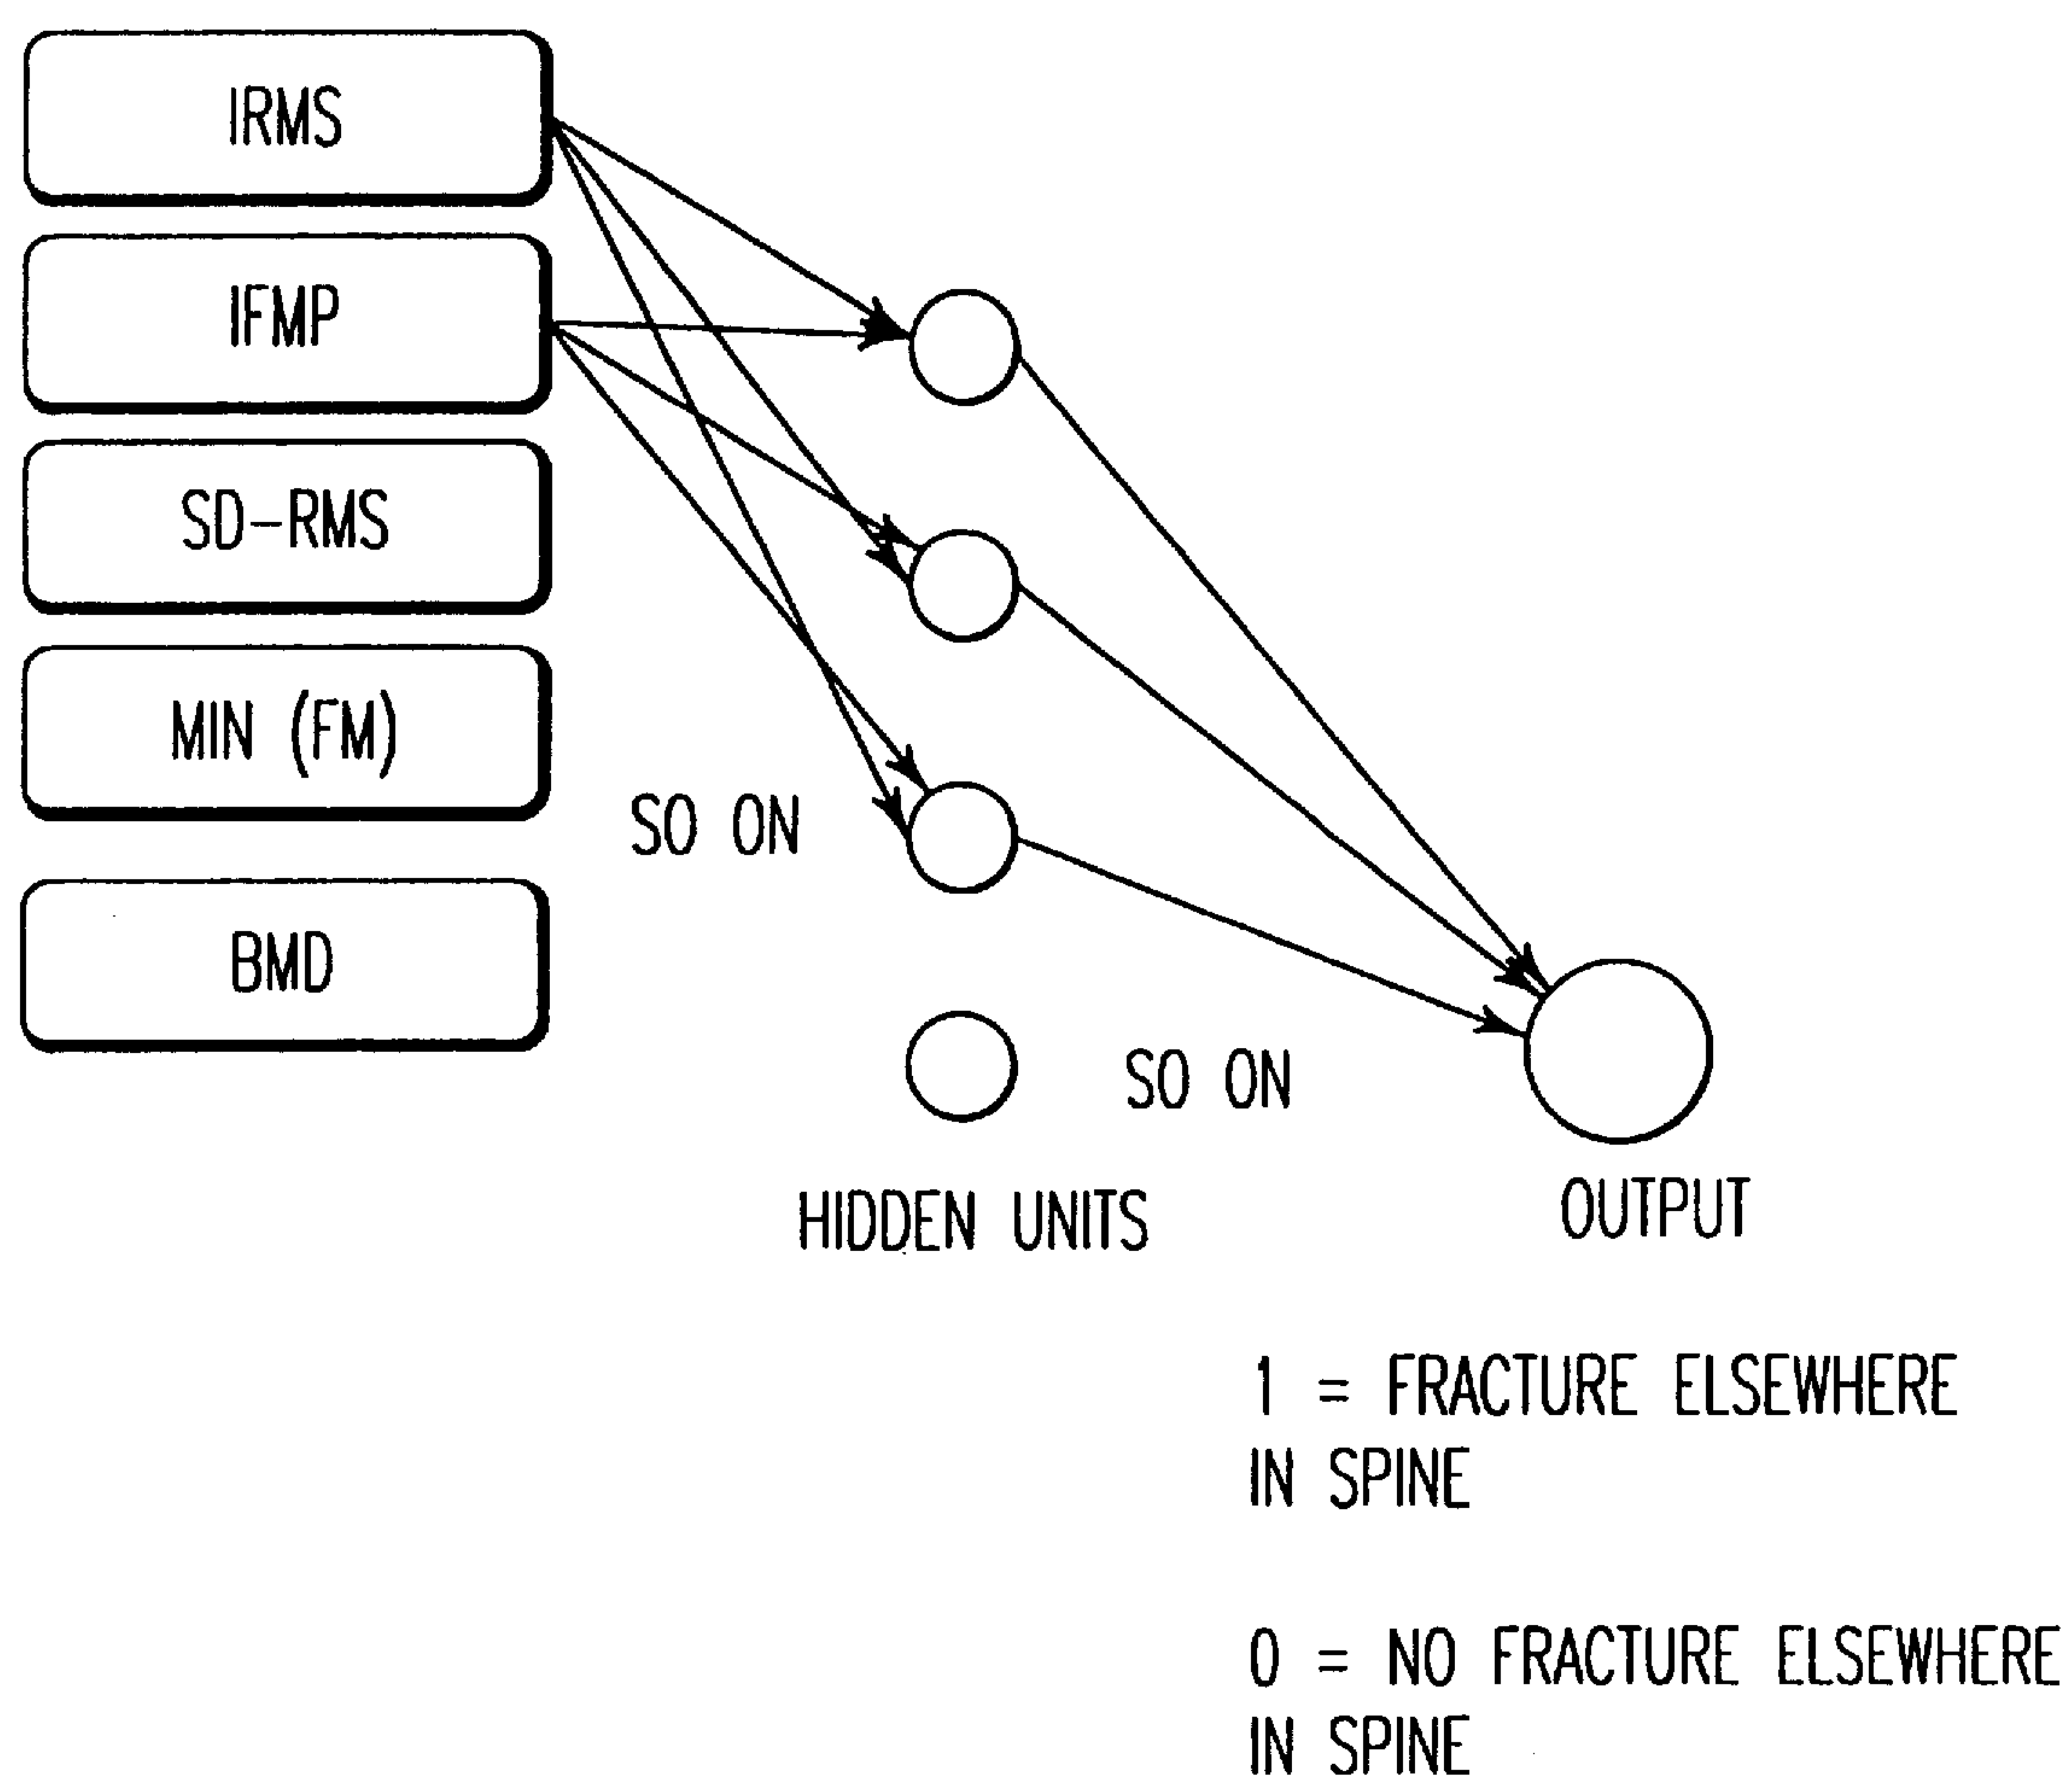 IRMS
IFMP
SD-RMS
MIN (FM)
SO ON
BMD
SO ON
HIDDEN UNITS
OUTPUT
1 = FRACTURE ELSEWHERE
IN SPINE
0 = NO FRACTURE ELSEWHERE
IN SPINE